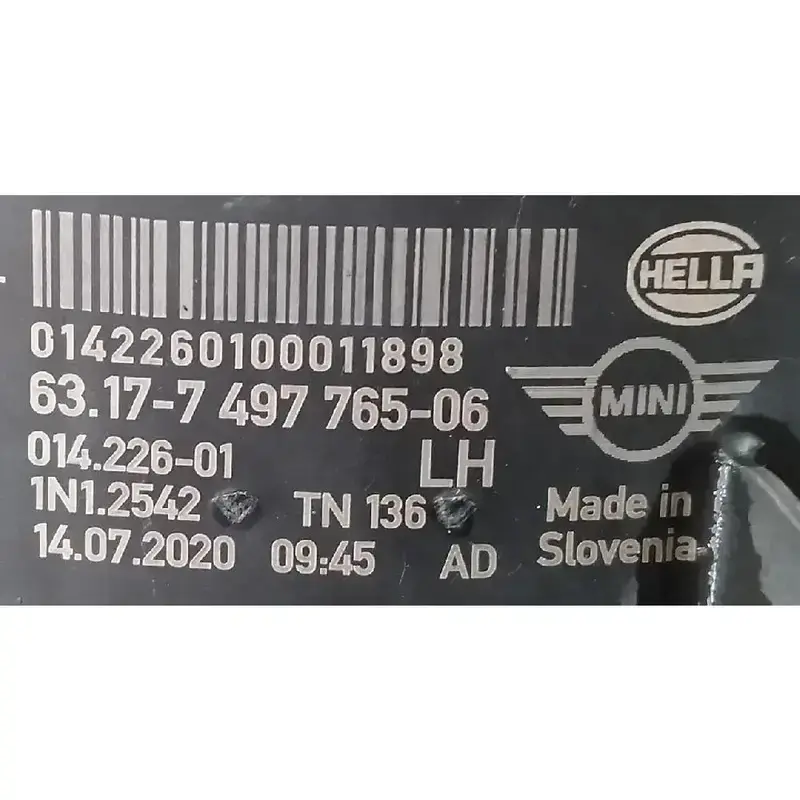 HELLA
0142260100011898
63.17-7 497 765-06
MINI
014.226-01
LH
1N1.2542 TN 136 Made in
14.07.2020 09:45 AD Slovenia